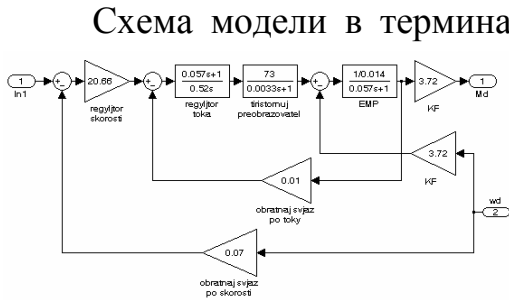 Схема модели в термина
20.66
0.057s+1
0.52s
73
0.0033s+1
1/0.014
0.057s+1
3.72
1
In1
1
Md
regyljtor
skorosti
regyljtor
toka
tiristornuj
preobrazovatel
EMP
KF
3.72
KF
0.01
obratnaj svjaz
po toky
wd
2
0.07
obratnaj svjaz
po skorosti